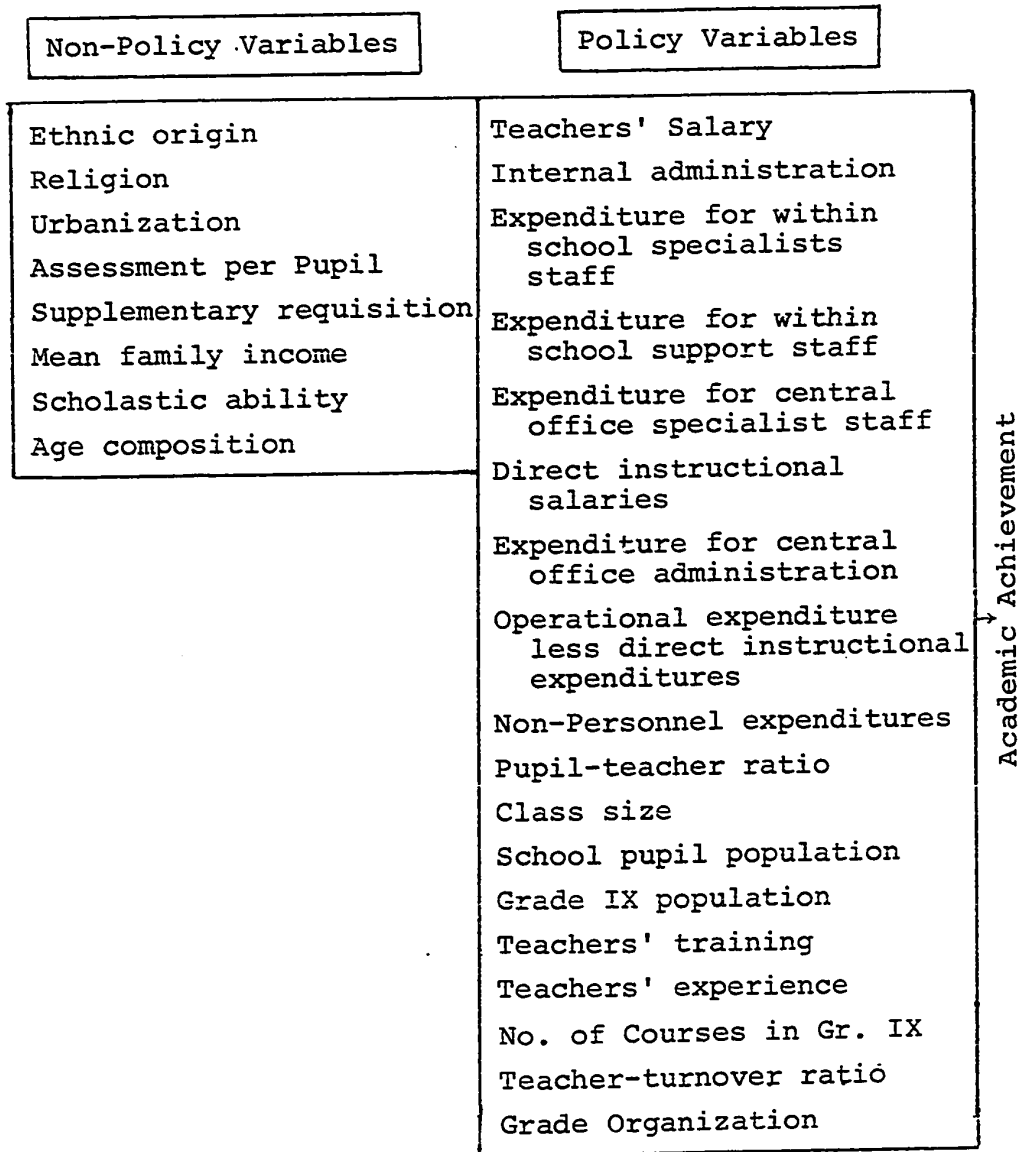 Non-Policy Variables
Policy Variables
Ethnic origin
Religion
Urbanization
Assessment per Pupil
Supplementary requisition
Mean family income
Scholastic ability
Age composition
Teachers' Salary
Internal administration
Expenditure for within
school specialists
staff
Expenditure for within
school support staff
Expenditure for central
office specialist staff
Direct instructional
salaries
Expenditure for central
office administration
Operational expenditure
less direct instructional
expenditures
Non-Personnel expenditures
Pupil-teacher ratio
Class size
School pupil population
Grade IX population
Teachers' training
Teachers' experience
No. of Courses in Gr. IX
Teacher-turnover ratio
Grade Organization
Academic Achievement